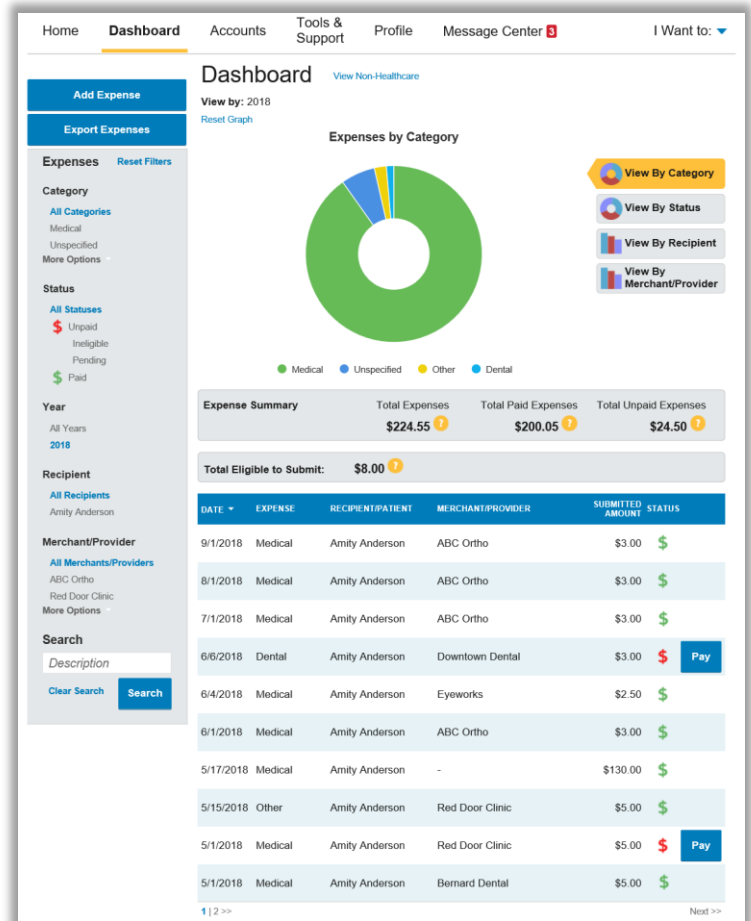 Home Dashboard Accounts Tools & Support Profile Message Center 3 I Want to:
Dashboard View Non-Healthcare
Add Expense
Export Expenses
View by: 2018
Reset Graph
Expenses by Category
View By Category
View By Status
View By Recipient
View By
Merchant/Provider
Medical Unspecified Other Dental
Expenses Reset Filters
Category
All Categories
Medical
Unspecified
More Options
Status
All Statuses
$ Unpaid
Ineligible
Pending
$ Paid
Year
All Years
2018
Recipient
All Recipients
Amity Anderson
Merchant/Provider
All Merchants/Providers
ABC Ortho
Red Door Clinic
More Options
Search
Description
Clear Search Search
Expense Summary Total Expenses Total Paid Expenses Total Unpaid Expenses
$224.55 ? $200.05 ? $24.50 ?
Total Eligible to Submit: $8.00 ?
DATE EXPENSE RECIPIENT/PATIENT MERCHANT/PROVIDER SUBMITTED AMOUNT STATUS
9/1/2018 Medical Amity Anderson ABC Ortho $3.00 $
8/1/2018 Medical Amity Anderson ABC Ortho $3.00 $
7/1/2018 Medical Amity Anderson ABC Ortho $3.00 $
6/6/2018 Dental Amity Anderson Downtown Dental $3.00 $ Pay
6/4/2018 Medical Amity Anderson Eyeworks $2.50 $
6/1/2018 Medical Amity Anderson ABC Ortho $3.00 $
5/17/2018 Medical Amity Anderson - $130.00 $
5/15/2018 Other Amity Anderson Red Door Clinic $5.00 $
5/1/2018 Medical Amity Anderson Red Door Clinic $5.00 $ Pay
5/1/2018 Medical Amity Anderson Bernard Dental $5.00 $
1 | 2 >> Next >>